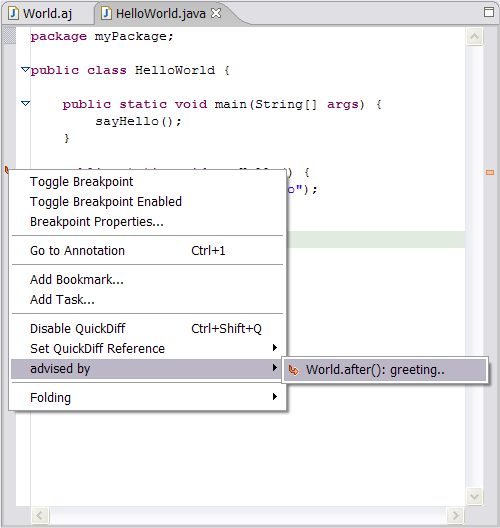 World.aj HelloWorld.java
package myPackage;
public class HelloWorld {
public static void main(String[] args) {
sayHello();
}
) {
o");
Toggle Breakpoint
Toggle Breakpoint Enabled
Breakpoint Properties...
Go to Annotation Ctrl+1
Add Bookmark...
Add Task...
Disable QuickDiff Ctrl+Shift+Q
Set QuickDiff Reference
advised by
World.after(): greeting..
Folding